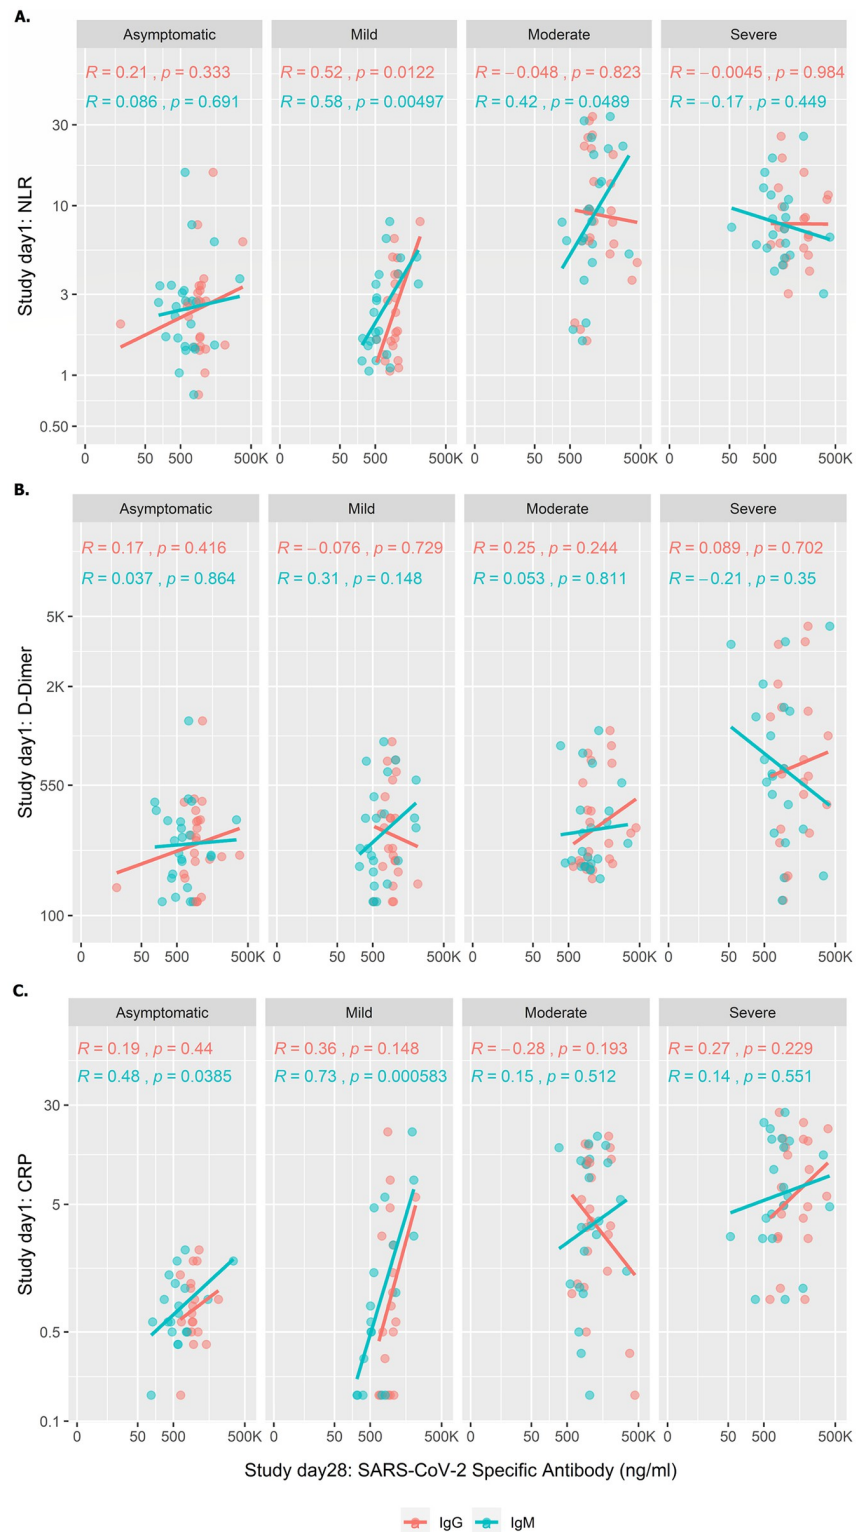 A.
Asymptomatic Mild Moderate Severe
R = 0.21 , p = 0.333 R = 0.52 , p = 0.0122 R = −0.048 , p = 0.823 R = −0.0045 , p = 0.984
R = 0.086 , p = 0.691 R = 0.58 , p = 0.00497 R = 0.42 , p = 0.0489 R = −0.17 , p = 0.449
Study day1: NLR
30
10
3
1
0.50
0 50 500 500K 0 50 500 500K 0 50 500 500K 0 50 500 500K
B.
Asymptomatic Mild Moderate Severe
R = 0.17 , p = 0.416 R = −0.076 , p = 0.729 R = 0.25 , p = 0.244 R = 0.089 , p = 0.702
R = 0.037 , p = 0.864 R = 0.31 , p = 0.148 R = 0.053 , p = 0.811 R = −0.21 , p = 0.35
Study day1: D-Dimer
5K
2K
550
100
0 50 500 500K 0 50 500 500K 0 50 500 500K 0 50 500 500K
C.
Asymptomatic Mild Moderate Severe
R = 0.19 , p = 0.44 R = 0.36 , p = 0.148 R = −0.28 , p = 0.193 R = 0.27 , p = 0.229
R = 0.48 , p = 0.0385 R = 0.73 , p = 0.000583 R = 0.15 , p = 0.512 R = 0.14 , p = 0.551
Study day1: CRP
30
5
0.5
0.1
0 50 500 500K 0 50 500 500K 0 50 500 500K 0 50 500 500K
Study day28: SARS-CoV-2 Specific Antibody (ng/ml)
IgG IgM